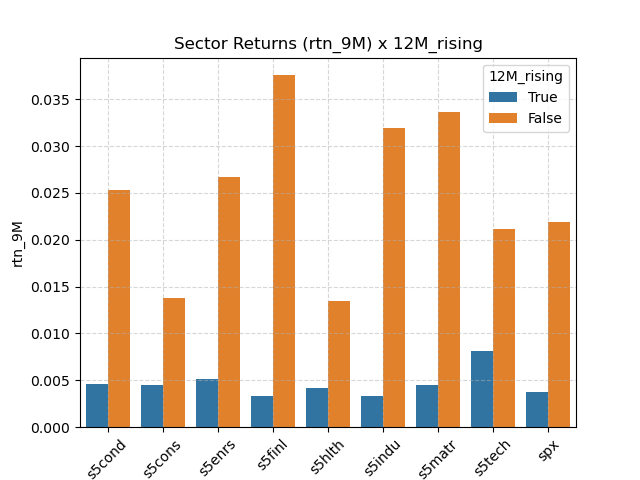 Sector Returns (rtn_9M) x 12M_rising
12M_rising
True
False
rtn_9M
0.035
0.030
0.025
0.020
0.015
0.010
0.005
0.000
s5cond
s5cons
s5enrs
s5finl
s5hlth
s5indu
s5matr
s5tech
spx